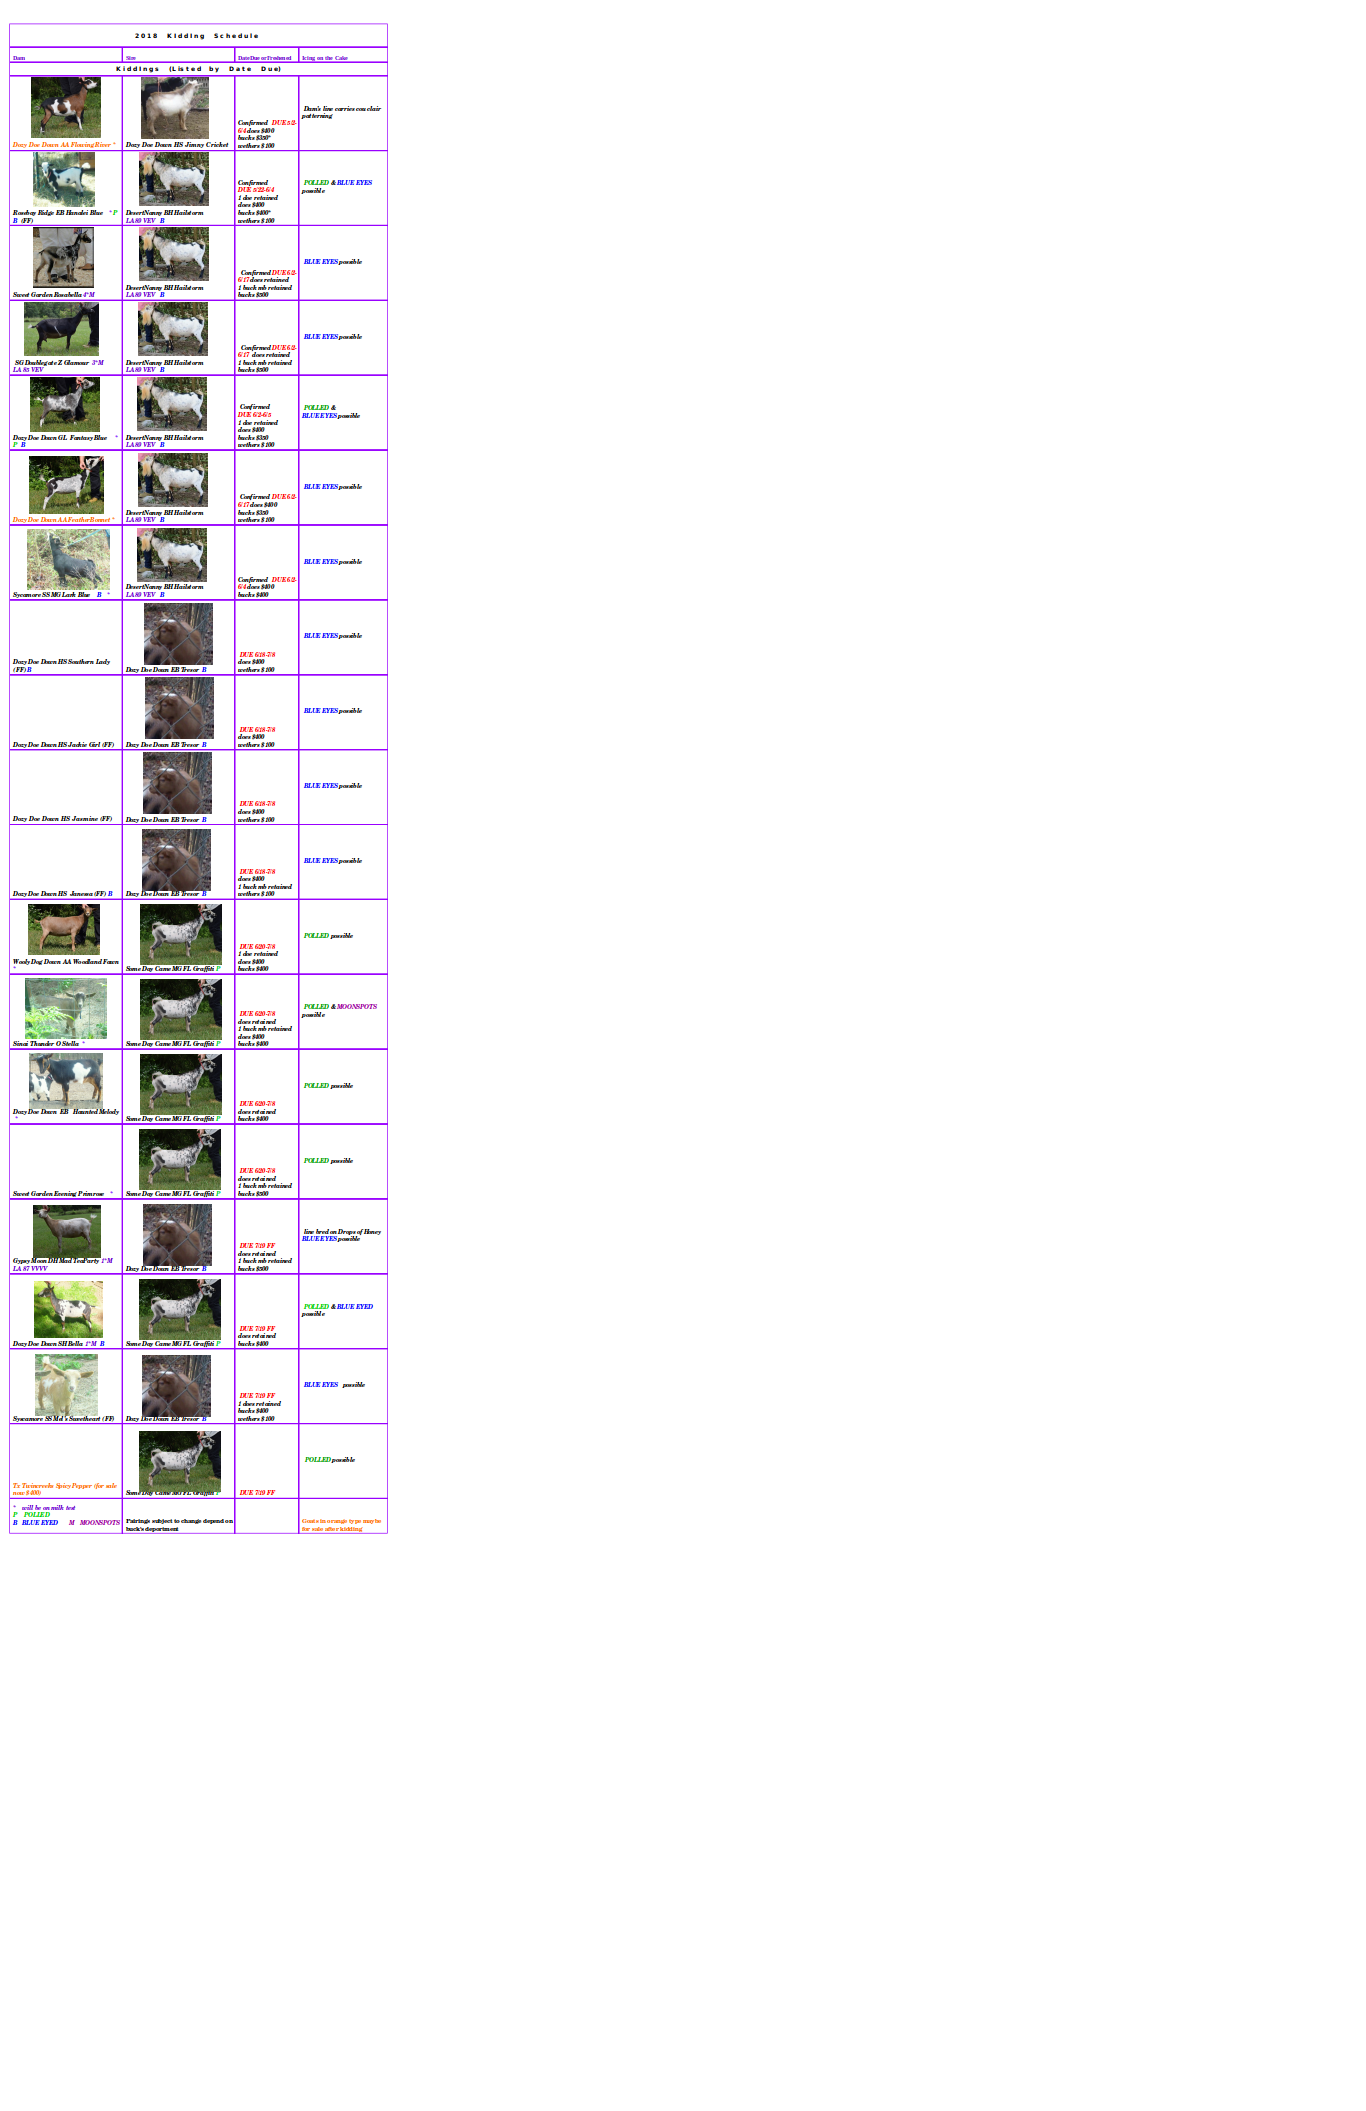 2018 Kidding Schedule
Dam Sire Date Due or Freshened Icing on the Cake
Kiddings (Listed by Date Due)
Dam's line carries cou clair
patterning
Confirmed DUE 5/2-
6/4 does $400
bucks $350*
wethers $100
Dozy Doe Down AA Flowing River *
Dozy Doe Down HS Jimny Cricket
POLLED & BLUE EYES
possible
Confirmed
DUE 5/22-6/4
1 doe retained
does $400
bucks $400*
wethers $100
Rosehay Ridge EB Hanalei Blue * P
B (FF)
DesertNanny BH Hailstorm
LA 89 VEV B
BLUE EYES possible
Confirmed DUE 6/2-
6/17 does retained
1 buck retained
bucks $500
Sweet Garden Rosabella 4*M
DesertNanny BH Hailstorm
LA 89 VEV B
BLUE EYES possible
Confirmed DUE 6/2-
6/17 does retained
1 buck mb retained
bucks $500
SG Doublegate Z Glamour 3*M
LA 85 VEV
DesertNanny BH Hailstorm
LA 89 VEV B
POLLED &
BLUE EYES possible
Confirmed
DUE 6/2-6/5
1 doe retained
does $400
bucks $350
wethers $100
Dozy Doe Down GL Fantasy Blue *
P B
DesertNanny BH Hailstorm
LA 89 VEV B
BLUE EYES possible
Confirmed DUE 6/2-
6/17 does $400
bucks $350
wethers $100
Dozy Doe Down AA FeatherBonnet *
DesertNanny BH Hailstorm
LA 89 VEV B
BLUE EYES possible
Confirmed DUE 6/2-
6/4 does $400
bucks $400
Sycamore SS MG Lark Blue B *
DesertNanny BH Hailstorm
LA 89 VEV B
BLUE EYES possible
DUE 6/18-7/8
does $400
wethers $100
Dozy Doe Down HS Southern Lady
(FF) B
Dozy Doe Down EB Tresor B
BLUE EYES possible
DUE 6/18-7/8
does $400
wethers $100
Dozy Doe Down HS Jackie Girl (FF)
Dozy Doe Down EB Tresor B
BLUE EYES possible
DUE 6/18-7/8
does $400
wethers $100
Dozy Doe Down HS Jasmine (FF)
Dozy Doe Down EB Tresor B
BLUE EYES possible
DUE 6/18-7/8
does $400
1 buck mb retained
wethers $100
Dozy Doe Down HS Janessa (FF) B
Dozy Doe Down EB Tresor B
POLLED possible
DUE 6/20-7/8
1 doe retained
does $400
bucks $400
Wooly Dog Down AA Woodland Fawn
*
Some Day Came MG FL Graffiti P
POLLED & MOONSPOTS
possible
DUE 6/20-7/8
does retained
1 buck mb retained
does $400
bucks $400
Sinai Thunder O Stella *
Some Day Came MG FL Graffiti P
POLLED possible
DUE 6/20-7/8
does retained
bucks $400
Dozy Doe Down EB Haunted Melody
*
Some Day Came MG FL Graffiti P
POLLED possible
DUE 6/20-7/8
does retained
1 buck mb retained
bucks $500
Sweet Garden Evening Primrose *
Some Day Came MG FL Graffiti P
line bred on Drops of Honey
BLUE EYES possible
DUE 7/19 FF
does retained
1 buck mb retained
bucks $500
Gypsy Moon DH Mad TeaParty 1*M
LA 87 VVVV
Dozy Doe Down EB Tresor B
POLLED & BLUE EYED
possible
DUE 7/19 FF
does retained
bucks $400
Dozy Doe Down SH Bella 1*M B
Some Day Came MG FL Graffiti P
BLUE EYES possible
DUE 7/19 FF
1 does retained
bucks $400
wethers $100
Syscamore SS Mel's Sweetheart (FF)
Dozy Doe Down EB Tresor B
POLLED possible
Tx Twincreeks Spicy Pepper (for sale
now $400)
Some Day Came MG FL Graffiti P
DUE 7/19 FF
* will be on milk test
P POLLED
B BLUE EYED M MOONSPOTS
Pairings subject to change depend on
buck's deportment
Goats in orange type maybe
for sale after kidding